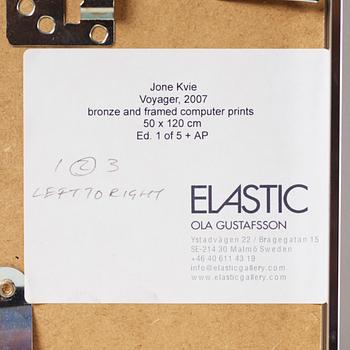 Jone Kvie
Voyager, 2007
bronze and framed computer prints
50 x 120 cm
Ed. 1 of 5 + AP
1 2 3
LEFT TO RIGHT
ELASTIC
OLA GUSTAFSSON
Ystadvägen 22 / Bragegatan 15
SE-214 30 Malmö Sweden
+46 40 611 43 19
info@elasticgallery.com
www.elasticgallery.com